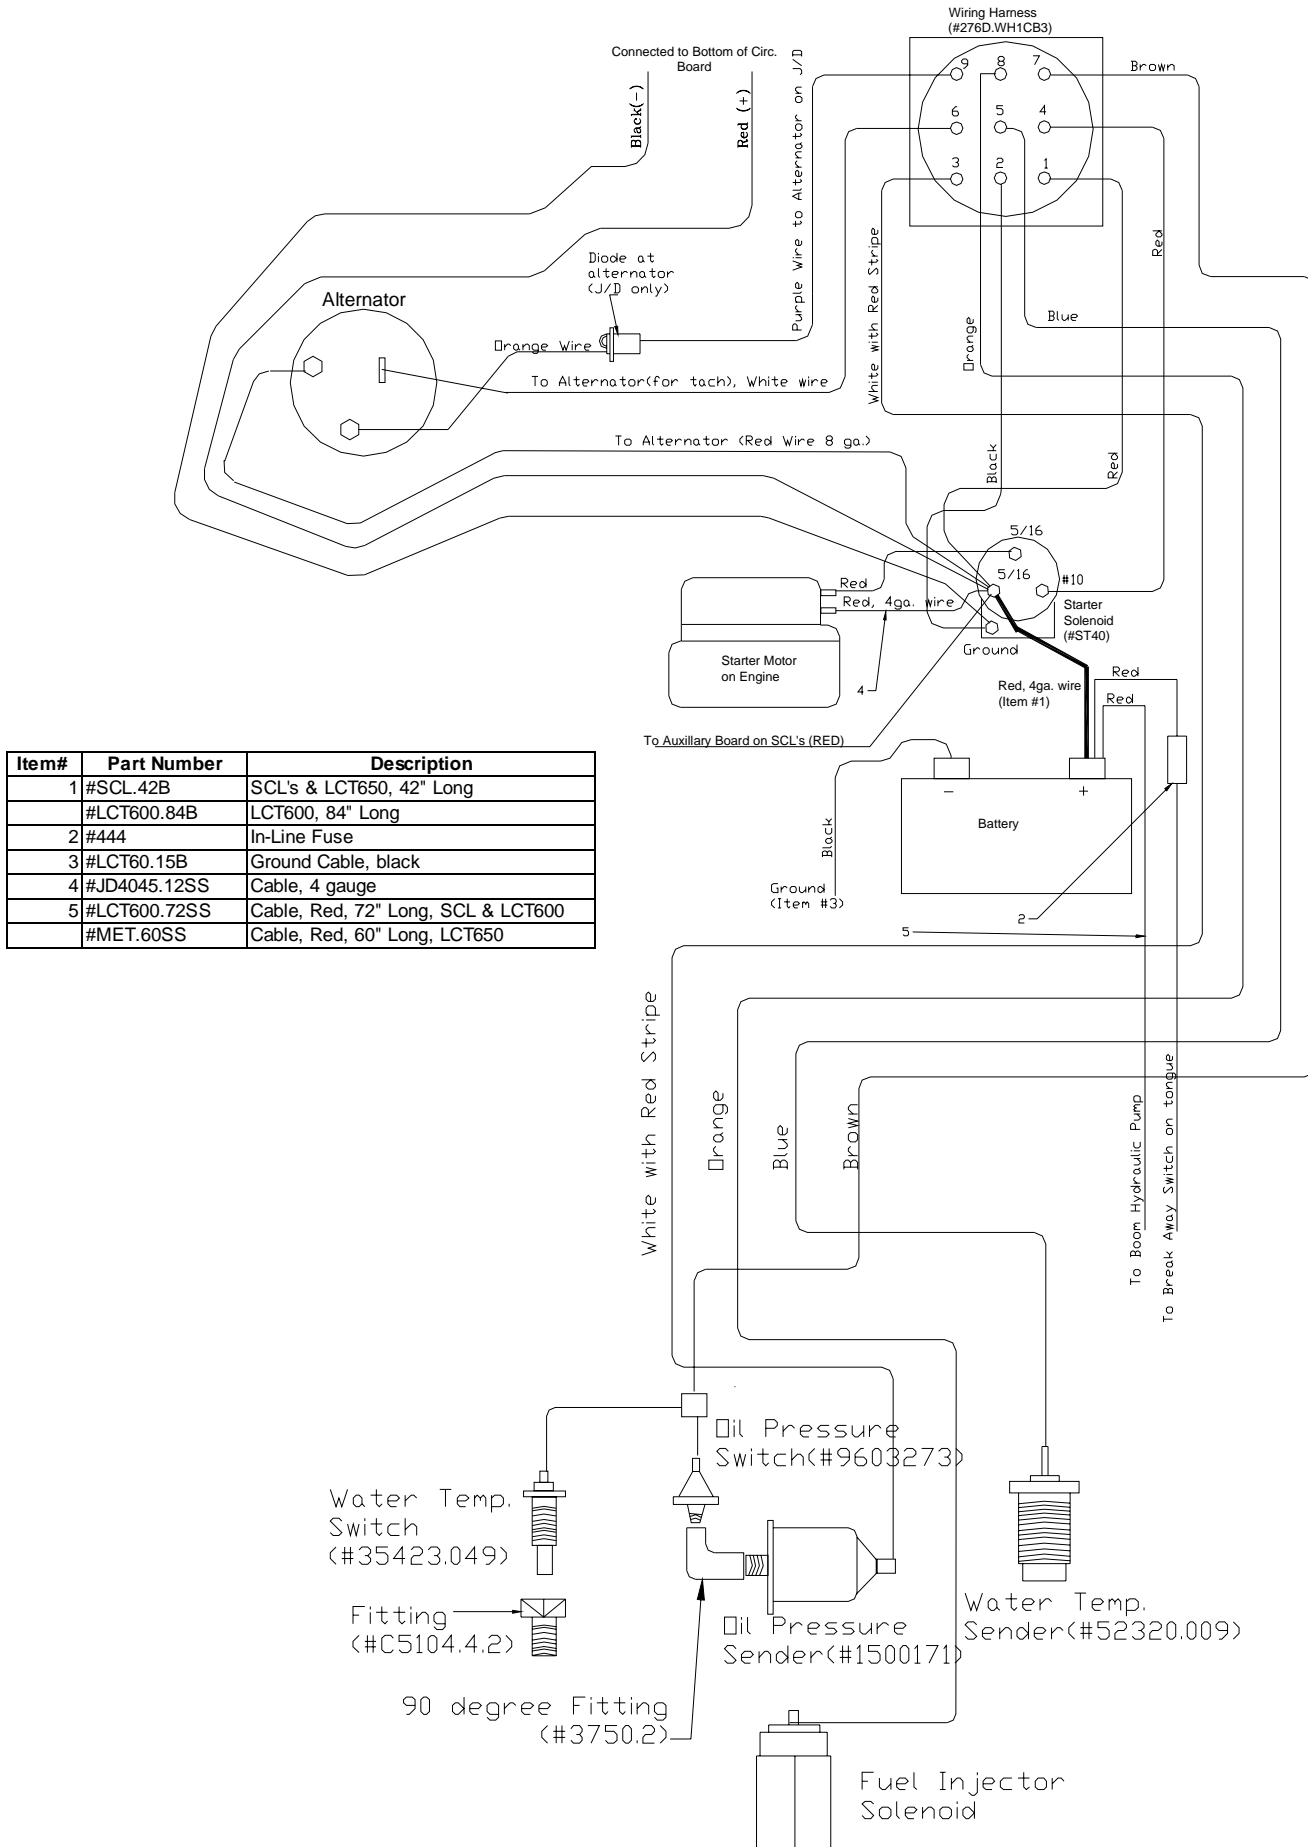 Wiring Harness
(#276D.WH1CB3)
Connected to Bottom of Circ.
Board
Black(-)
Red (+)
Purple Wire to Alternator on J/D
9 8 7
6 5 4
3 2 1
Brown
Red
White with Red Stripe
Orange
Blue
Diode at
alternator
(J/D only)
Alternator
Orange Wire
To Alternator(for tach), White wire
To Alternator (Red Wire 8 ga.)
Black
Red
5/16
5/16
#10
Starter
Solenoid
(#ST40)
Ground
Red
Red, 4ga. wire
4
Starter Motor
on Engine
Red, 4ga. wire
(Item #1)
Red
Red
To Auxillary Board on SCL's (RED)
Item# Part Number Description
1 #SCL.42B SCL's & LCT650, 42" Long
#LCT600.84B LCT600, 84" Long
2 #444 In-Line Fuse
3 #LCT60.15B Ground Cable, black
4 #JD4045.12SS Cable, 4 gauge
5 #LCT600.72SS Cable, Red, 72" Long, SCL & LCT600
#MET.60SS Cable, Red, 60" Long, LCT650
- +
Battery
Black
Ground
(Item #3)
2
5
White with Red Stripe
Orange
Blue
Brown
To Boom Hydraulic Pump
To Break Away Switch on tongue
Oil Pressure
Switch(#9603273)
Water Temp.
Switch
(#35423.049)
Fitting
(#C5104.4.2)
Oil Pressure
Sender(#1500171)
Water Temp.
Sender(#52320.009)
90 degree Fitting
(#3750.2)
Fuel Injector
Solenoid